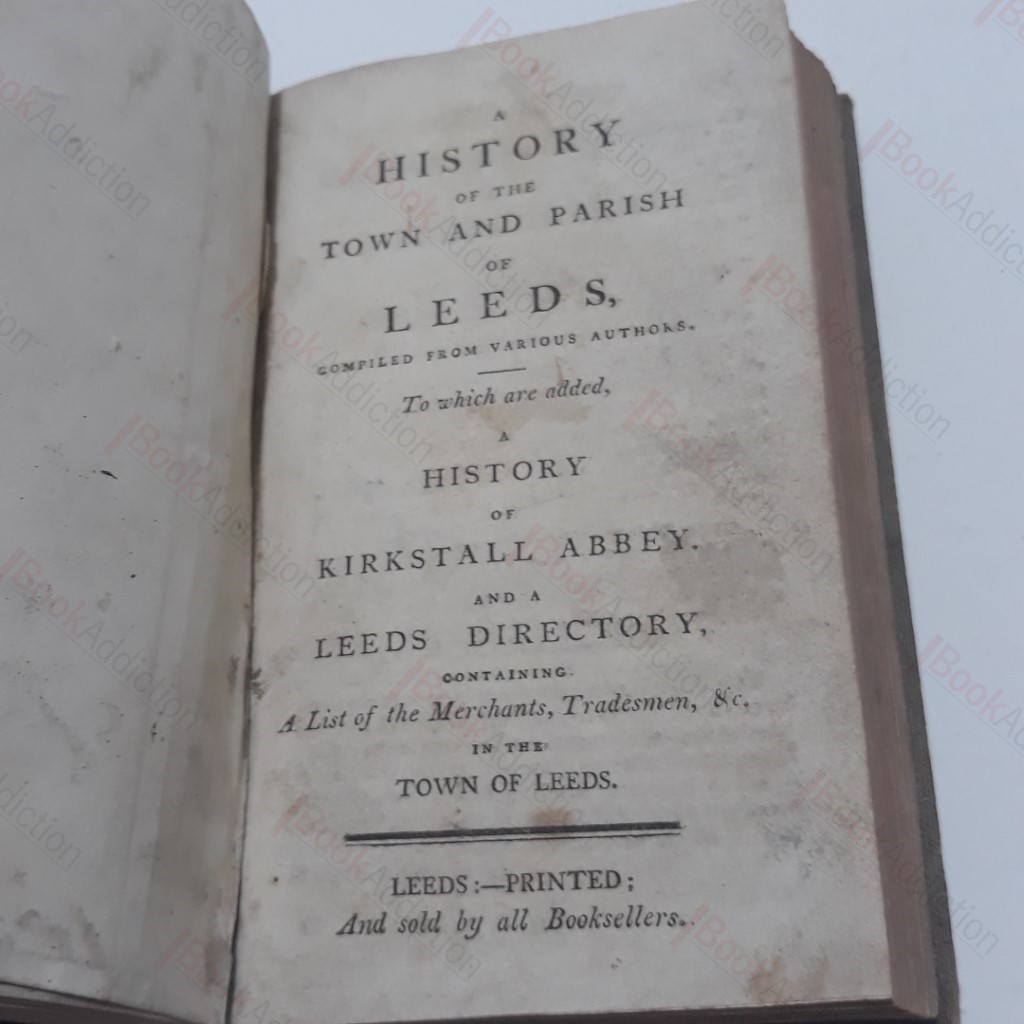 A
HISTORY
OF THE
TOWN AND PARISH
OF
LEEDS,
COMPILED FROM VARIOUS AUTHORS.
To which are added,
A
HISTORY
OF
KIRKSTALL ABBEY.
AND A
LEEDS DIRECTORY,
CONTAINING.
A List of the Merchants, Tradesmen, &c.
IN THE
TOWN OF LEEDS.
LEEDS:—PRINTED;
And sold by all Booksellers.
BookAddiction